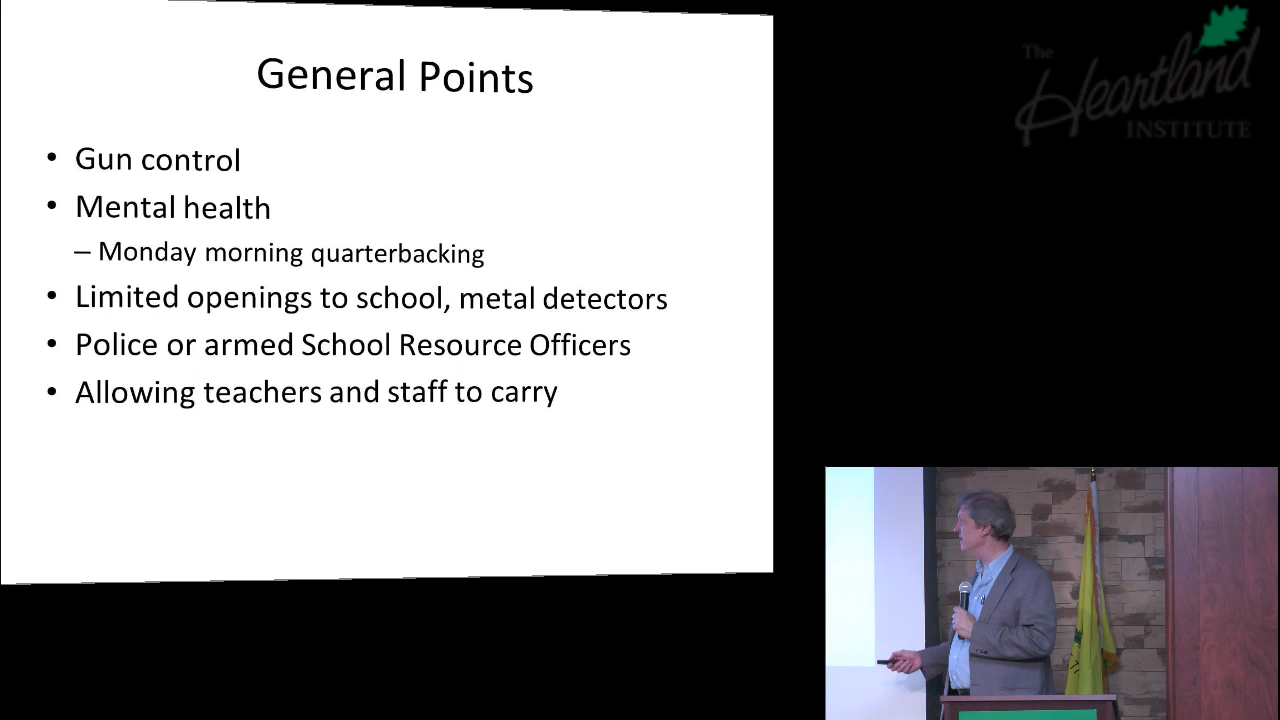 General Points
• Gun control
• Mental health
– Monday morning quarterbacking
• Limited openings to school, metal detectors
• Police or armed School Resource Officers
• Allowing teachers and staff to carry
The
Heartland
INSTITUTE